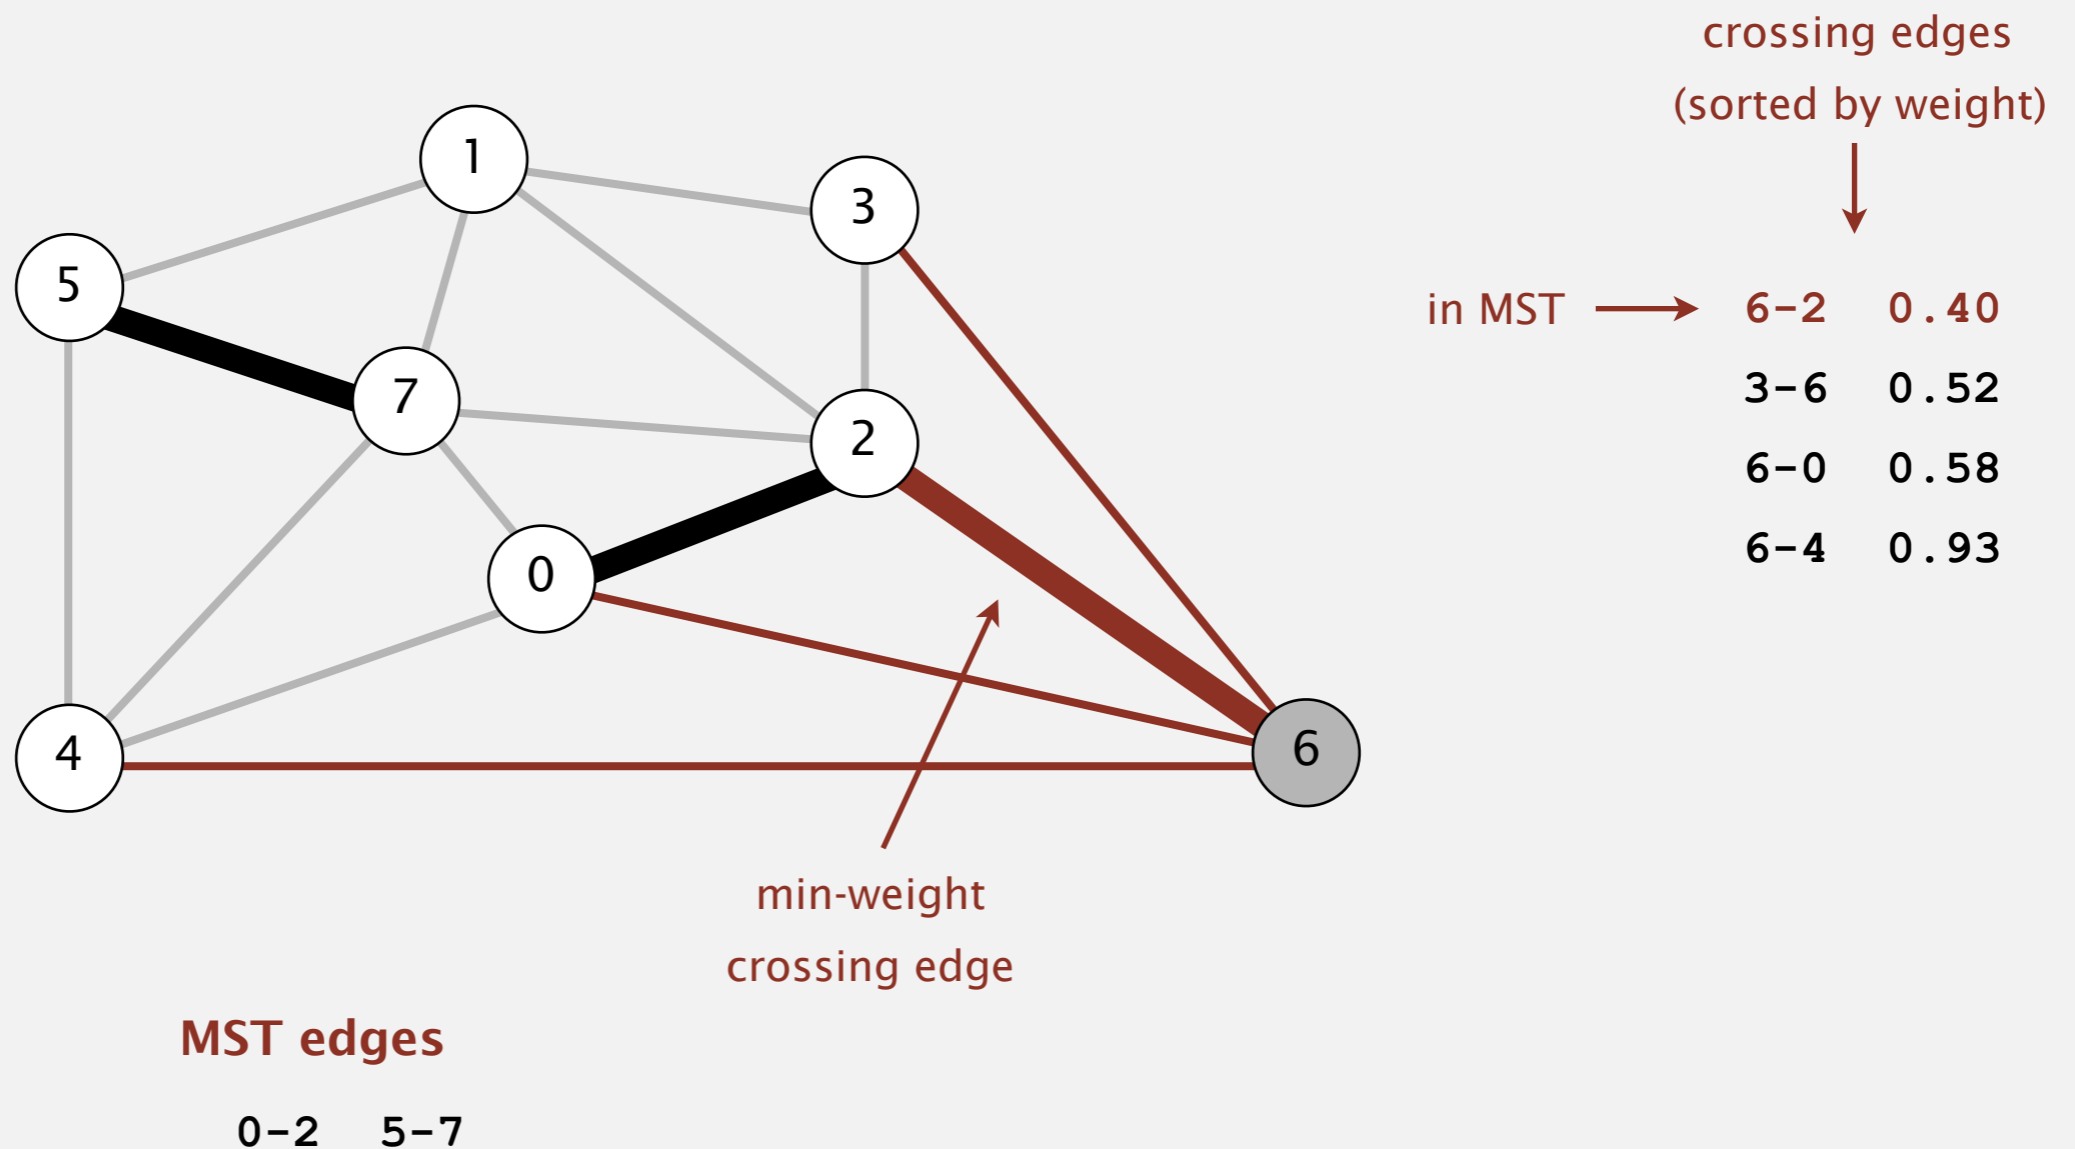 crossing edges
(sorted by weight)
1
3
5
in MST
6-2 0.40
7
3-6 0.52
2
6-0 0.58
0
6-4 0.93
4
6
min-weight
crossing edge
MST edges
0-2 5-7